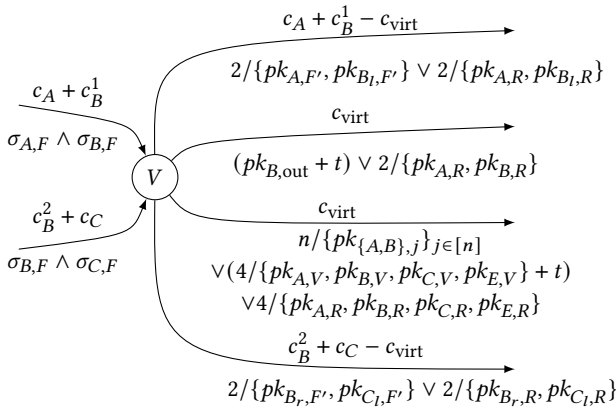 c_A + c_B^1 − c_virt
2/{pk_{A,F′}, pk_{B_l,F′}} ∨ 2/{pk_{A,R}, pk_{B_l,R}}
c_A + c_B^1
σ_{A,F} ∧ σ_{B,F}
c_virt
(pk_{B,out} + t) ∨ 2/{pk_{A,R}, pk_{B,R}}
V
c_B^2 + c_C
σ_{B,F} ∧ σ_{C,F}
c_virt
n/{pk_{{A,B},j}}_{j∈[n]}
∨(4/{pk_{A,V}, pk_{B,V}, pk_{C,V}, pk_{E,V}} + t)
∨4/{pk_{A,R}, pk_{B,R}, pk_{C,R}, pk_{E,R}}
c_B^2 + c_C − c_virt
2/{pk_{B_r,F′}, pk_{C_l,F′}} ∨ 2/{pk_{B_r,R}, pk_{C_l,R}}